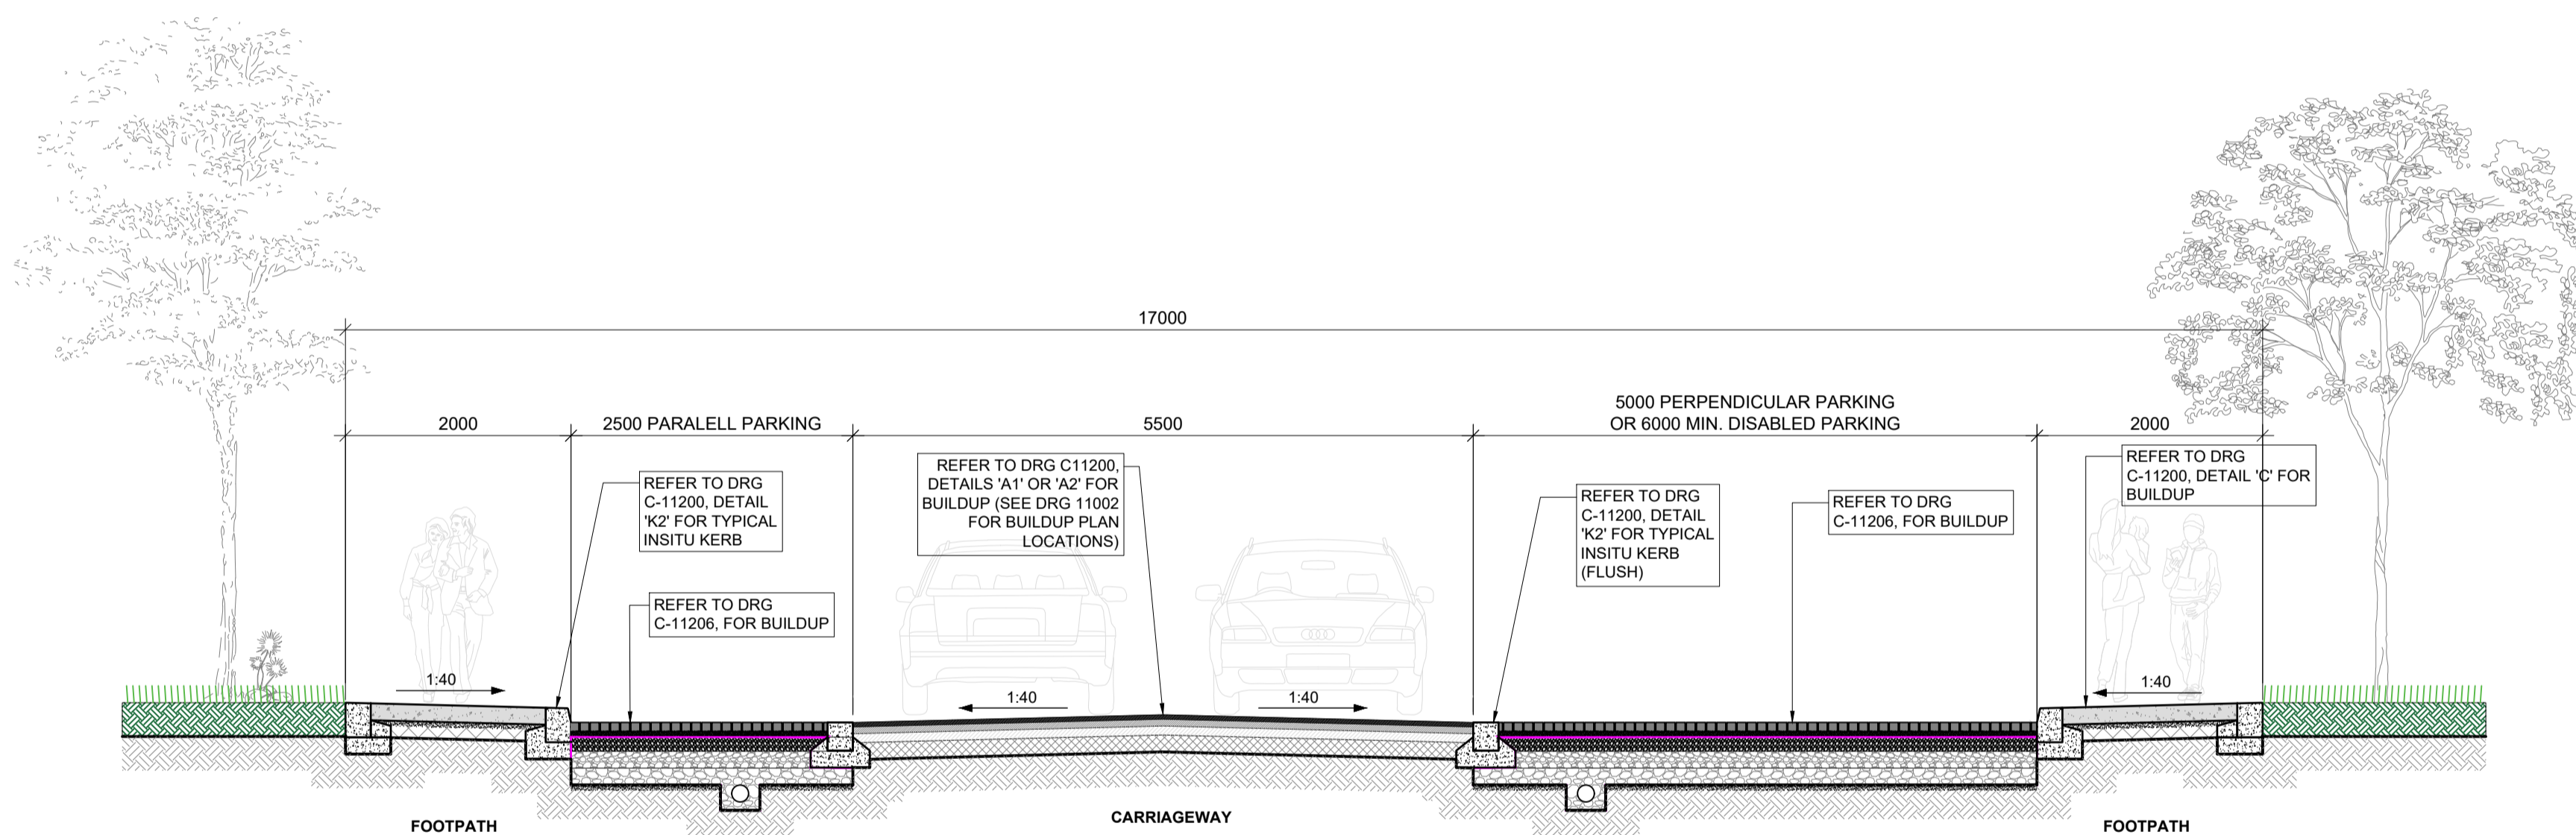 17000
2000
2500 PARALELL PARKING
5500
5000 PERPENDICULAR PARKING
OR 6000 MIN. DISABLED PARKING
2000
REFER TO DRG
C-11200, DETAIL
'K2' FOR TYPICAL
INSITU KERB
REFER TO DRG
C-11206, FOR BUILDUP
REFER TO DRG C11200,
DETAILS 'A1' OR 'A2' FOR
BUILDUP (SEE DRG 11002
FOR BUILDUP PLAN
LOCATIONS)
REFER TO DRG
C-11200, DETAIL
'K2' FOR TYPICAL
INSITU KERB
(FLUSH)
REFER TO DRG
C-11206, FOR BUILDUP
REFER TO DRG
C-11200, DETAIL 'C' FOR
BUILDUP
1:40
1:40
1:40
1:40
FOOTPATH
CARRIAGEWAY
FOOTPATH